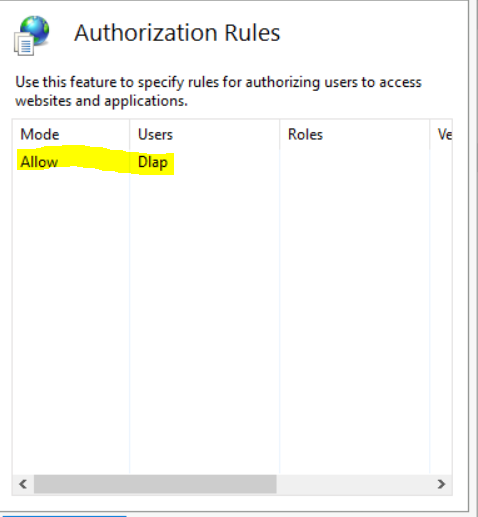 Authorization Rules
Use this feature to specify rules for authorizing users to access
websites and applications.
Mode Users Roles Ve
Allow Dlap